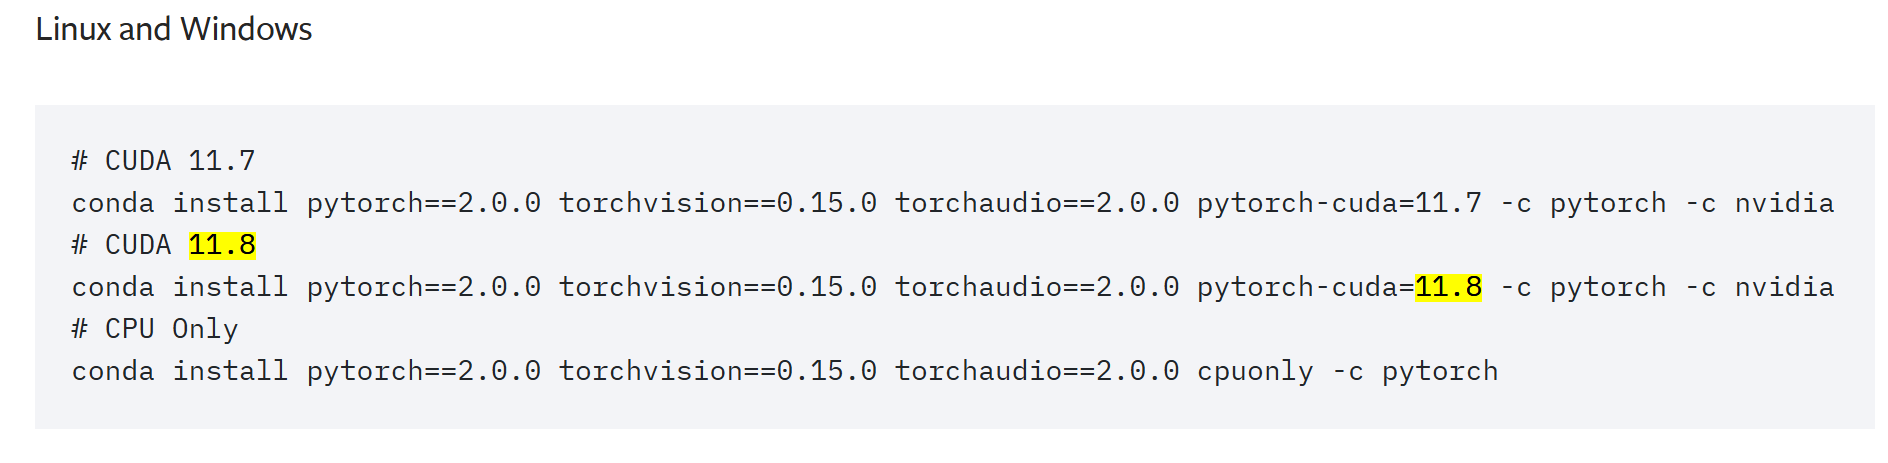 Linux and Windows
# CUDA 11.7
conda install pytorch==2.0.0 torchvision==0.15.0 torchaudio==2.0.0 pytorch-cuda=11.7 -c pytorch -c nvidia
# CUDA 11.8
conda install pytorch==2.0.0 torchvision==0.15.0 torchaudio==2.0.0 pytorch-cuda=11.8 -c pytorch -c nvidia
# CPU Only
conda install pytorch==2.0.0 torchvision==0.15.0 torchaudio==2.0.0 cpuonly -c pytorch